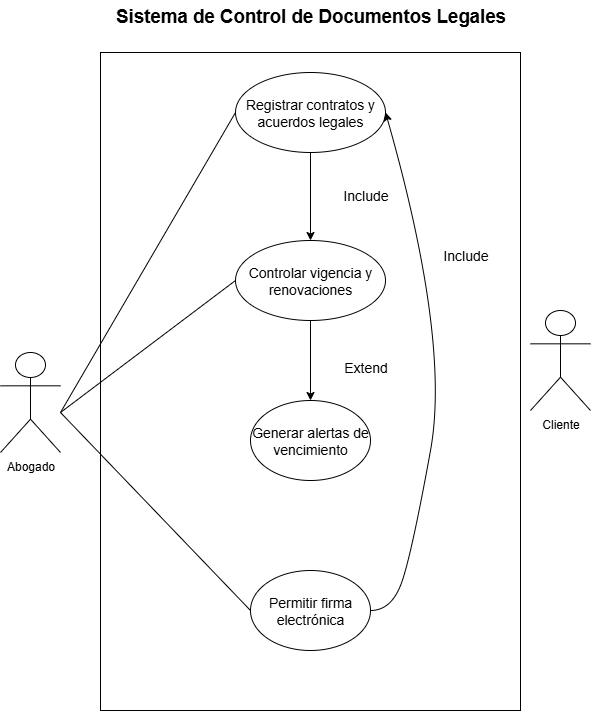 Sistema de Control de Documentos Legales
Registrar contratos y
acuerdos legales
Include
Controlar vigencia y
renovaciones
Include
Extend
Generar alertas de
vencimiento
Cliente
Abogado
Permitir firma
electrónica